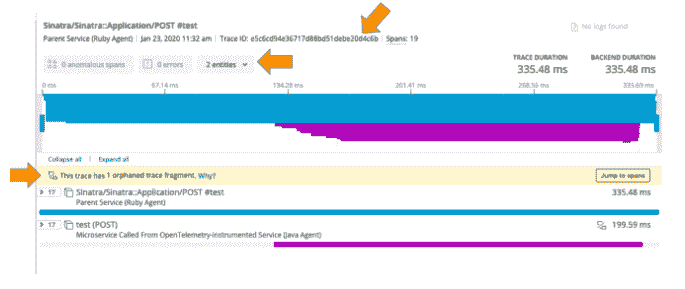 Sinatra/Sinatra::Application/POST #test
Parent Service (Ruby Agent) | Jan 23, 2020 11:32 am | Trace ID: Spans: 19
No logs found
0 anomalous spans 0 errors 2 entities
TRACE DURATION BACKEND DURATION
335.48 ms 335.48 ms
0 ms 67.14 ms 134.28 ms 201.41 ms 268.55 ms 335.69 ms
Collapse all | Expand all
This trace has 1 orphaned trace fragment. Why? Jump to spans
17 Sinatra/Sinatra::Application/POST #test 335.48 ms
Parent Service (Ruby Agent)
17 test (POST) 199.59 ms
Microservice Called From OpenTelemetry-Instrumented Service (Java Agent)